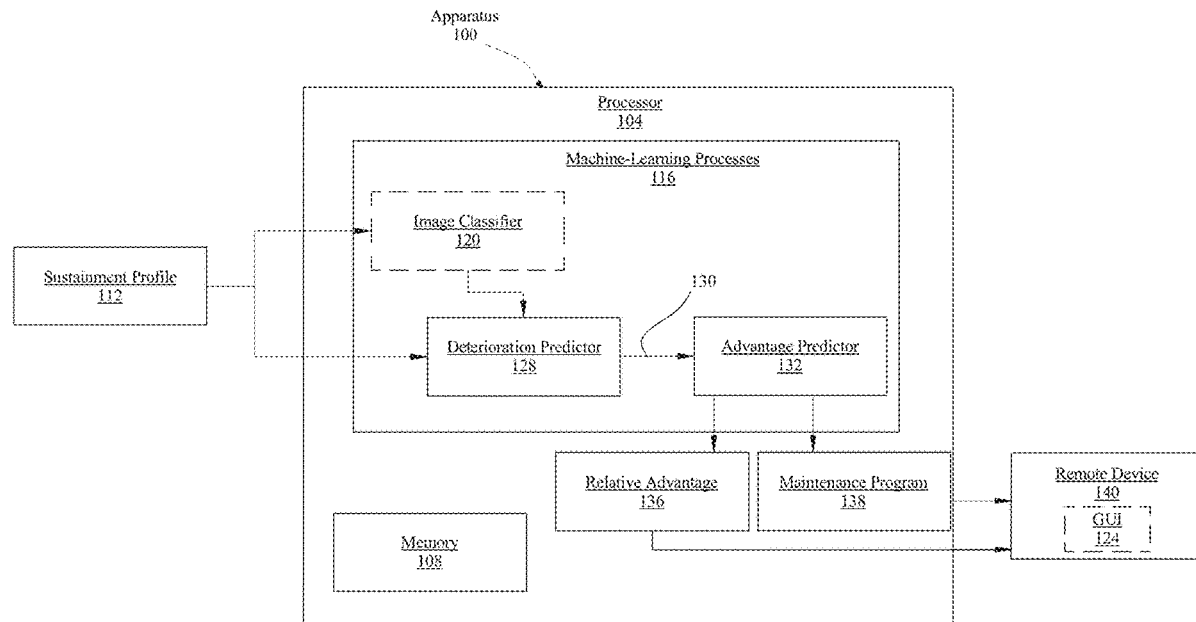 Apparatus
100
Processor
104
Machine-Learning Processes
116
Image Classifier
120
Sustainment Profile
112
130
Deterioration Predictor
128
Advantage Predictor
132
Relative Advantage
136
Maintenance Program
138
Remote Device
140
GUI
124
Memory
108